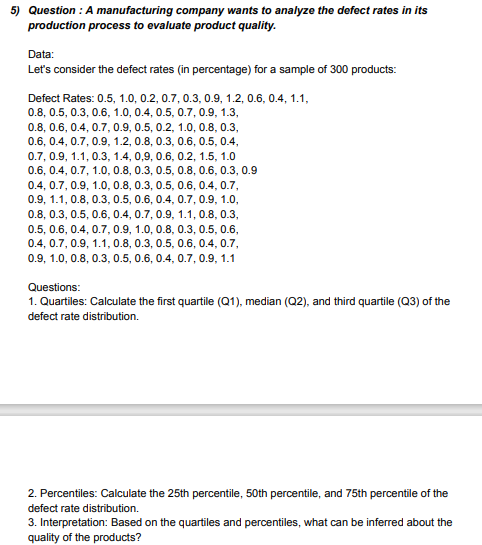 5) Question : A manufacturing company wants to analyze the defect rates in its
production process to evaluate product quality.
Data:
Let's consider the defect rates (in percentage) for a sample of 300 products:
Defect Rates: 0.5, 1.0, 0.2, 0.7, 0.3, 0.9, 1.2, 0.6, 0.4, 1.1,
0.8, 0.5, 0.3, 0.6, 1.0, 0.4, 0.5, 0.7, 0.9, 1.3,
0.8, 0.6, 0.4, 0.7, 0.9, 0.5, 0.2, 1.0, 0.8, 0.3,
0.6, 0.4, 0.7, 0.9, 1.2, 0.8, 0.3, 0.6, 0.5, 0.4,
0.7, 0.9, 1.1, 0.3, 1.4, 0,9, 0.6, 0.2, 1.5, 1.0
0.6, 0.4, 0.7, 1.0, 0.8, 0.3, 0.5, 0.8, 0.6, 0.3, 0.9
0.4, 0.7, 0.9, 1.0, 0.8, 0.3, 0.5, 0.6, 0.4, 0.7,
0.9, 1.1, 0.8, 0.3, 0.5, 0.6, 0.4, 0.7, 0.9, 1.0,
0.8, 0.3, 0.5, 0.6, 0.4, 0.7, 0.9, 1.1, 0.8, 0.3,
0.5, 0.6, 0.4, 0.7, 0.9, 1.0, 0.8, 0.3, 0.5, 0.6,
0.4, 0.7, 0.9, 1.1, 0.8, 0.3, 0.5, 0.6, 0.4, 0.7,
0.9, 1.0, 0.8, 0.3, 0.5, 0.6, 0.4, 0.7, 0.9, 1.1
Questions:
1. Quartiles: Calculate the first quartile (Q1), median (Q2), and third quartile (Q3) of the
defect rate distribution.
2. Percentiles: Calculate the 25th percentile, 50th percentile, and 75th percentile of the
defect rate distribution.
3. Interpretation: Based on the quartiles and percentiles, what can be inferred about the
quality of the products?